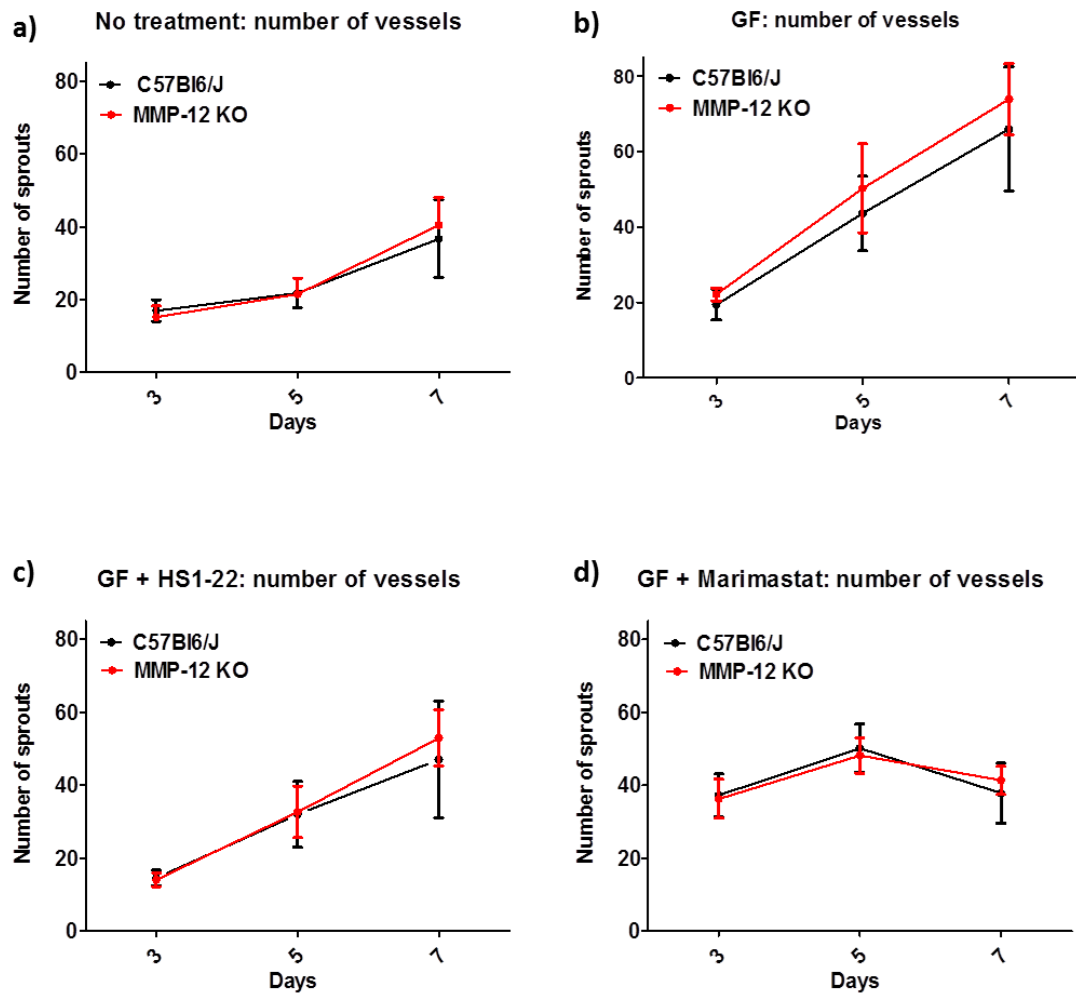 a)
No treatment: number of vessels
C57Bl6/J
MMP-12 KO
Number of sprouts
80
60
40
20
0
3
5
7
Days
b)
GF: number of vessels
C57Bl6/J
MMP-12 KO
Number of sprouts
80
60
40
20
0
3
5
7
Days
c)
GF + HS1-22: number of vessels
C57Bl6/J
MMP-12 KO
Number of sprouts
80
60
40
20
0
3
5
7
Days
d)
GF + Marimastat: number of vessels
C57Bl6/J
MMP-12 KO
Number of sprouts
80
60
40
20
0
3
5
7
Days